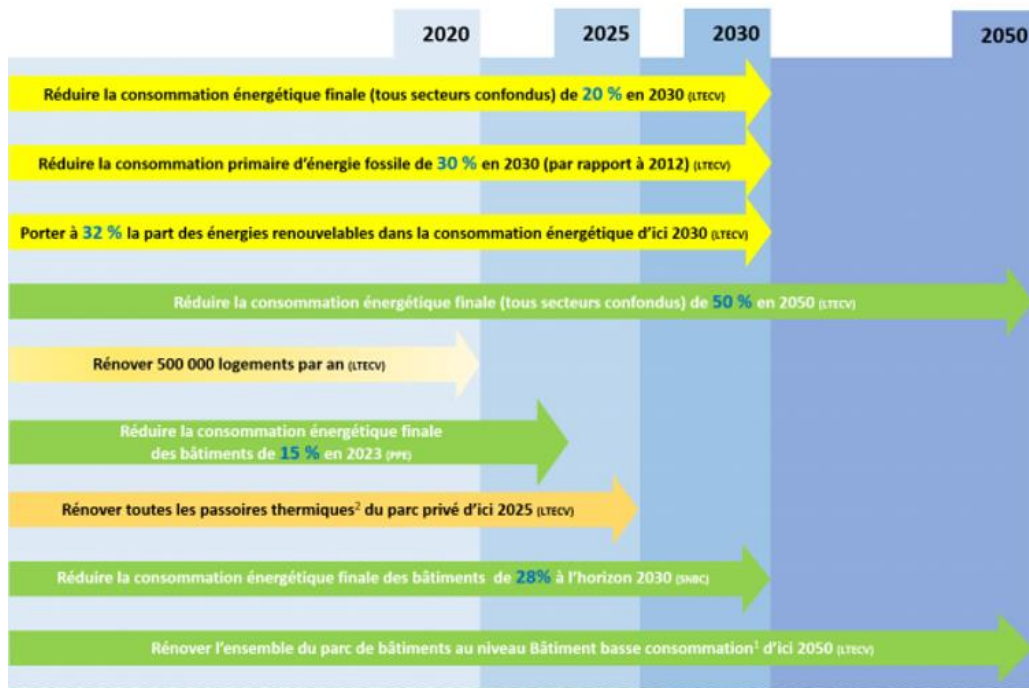 2020 2025 2030 2050
Réduire la consommation énergétique finale (tous secteurs confondus) de 20 % en 2030 (LTECV)
Réduire la consommation primaire d'énergie fossile de 30 % en 2030 (par rapport à 2012) (LTECV)
Porter à 32 % la part des énergies renouvelables dans la consommation énergétique d'ici 2030 (LTECV)
Réduire la consommation énergétique finale (tous secteurs confondus) de 50 % en 2050 (LTECV)
Rénover 500 000 logements par an (LTECV)
Réduire la consommation énergétique finale
des bâtiments de 15 % en 2023 (PPE)
Rénover toutes les passoires thermiques² du parc privé d'ici 2025 (LTECV)
Réduire la consommation énergétique finale des bâtiments de 28% à l'horizon 2030 (SNBC)
Rénover l'ensemble du parc de bâtiments au niveau Bâtiment basse consommation¹ d'ici 2050 (LTECV)